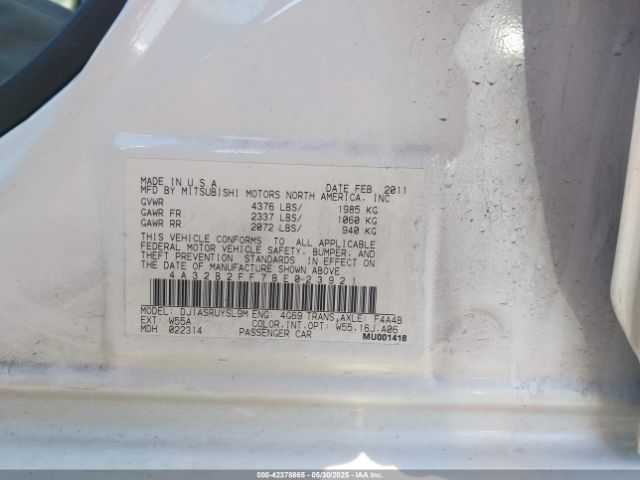 MADE IN U S A DATE FEB 2011
MFD BY MITSUBISHI MOTORS NORTH AMERICA, INC
GVWR 4376 LBS/ 1985 KG
GAWR FR 2337 LBS/ 1060 KG
GAWR RR 2072 LBS/ 940 KG
THIS VEHICLE CONFORMS TO ALL APPLICABLE
FEDERAL MOTOR VEHICLE SAFETY, BUMPER, AND
THEFT PREVENTION STANDARDS IN EFFECT ON
THE DATE OF MANUFACTURE SHOWN ABOVE
4A32B2FF7BE023921
MODEL: DJ1ASRUYSL9M ENG: 4G69 TRANS,AXLE: F4A4B
EXT: W55A COLOR.INT.OPT: W55.16J.A06
MDH 022314 PASSENGER CAR MU001418
000-42378865 - 05/30/2025 - IAA Inc. - Copart